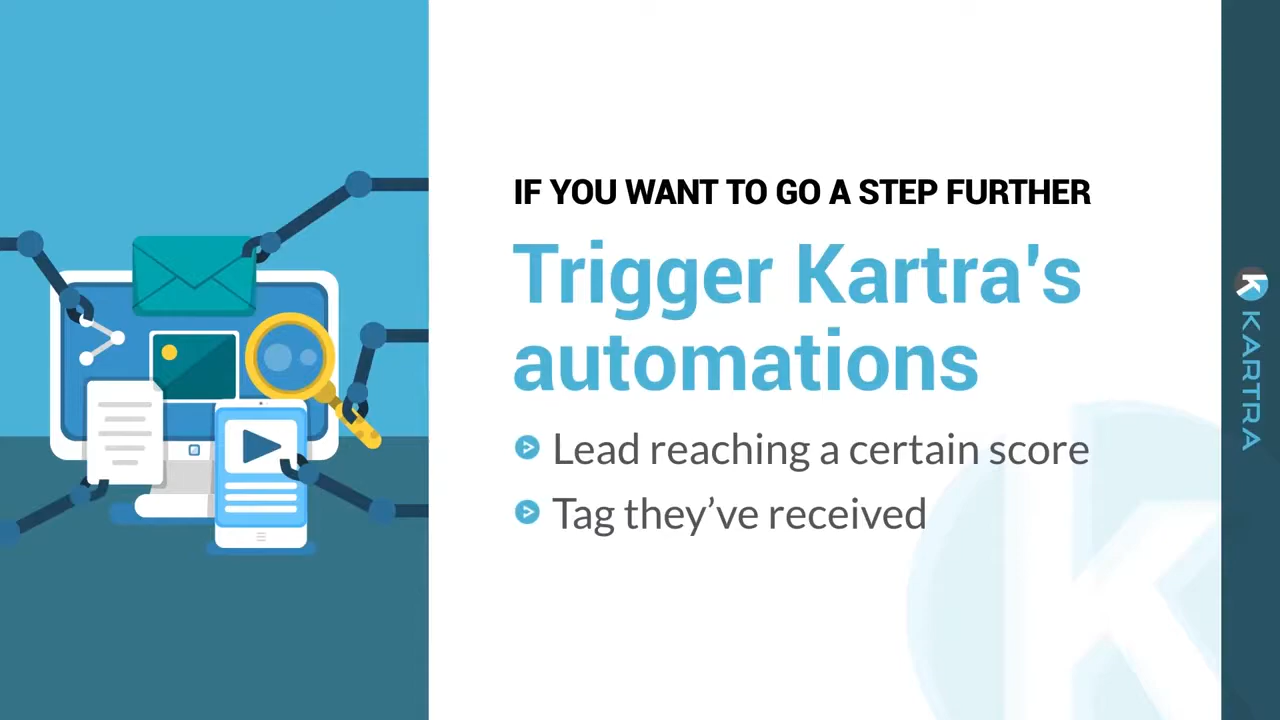 IF YOU WANT TO GO A STEP FURTHER
Trigger Kartra's
automations
Lead reaching a certain score
Tag they’ve received
KARTRA